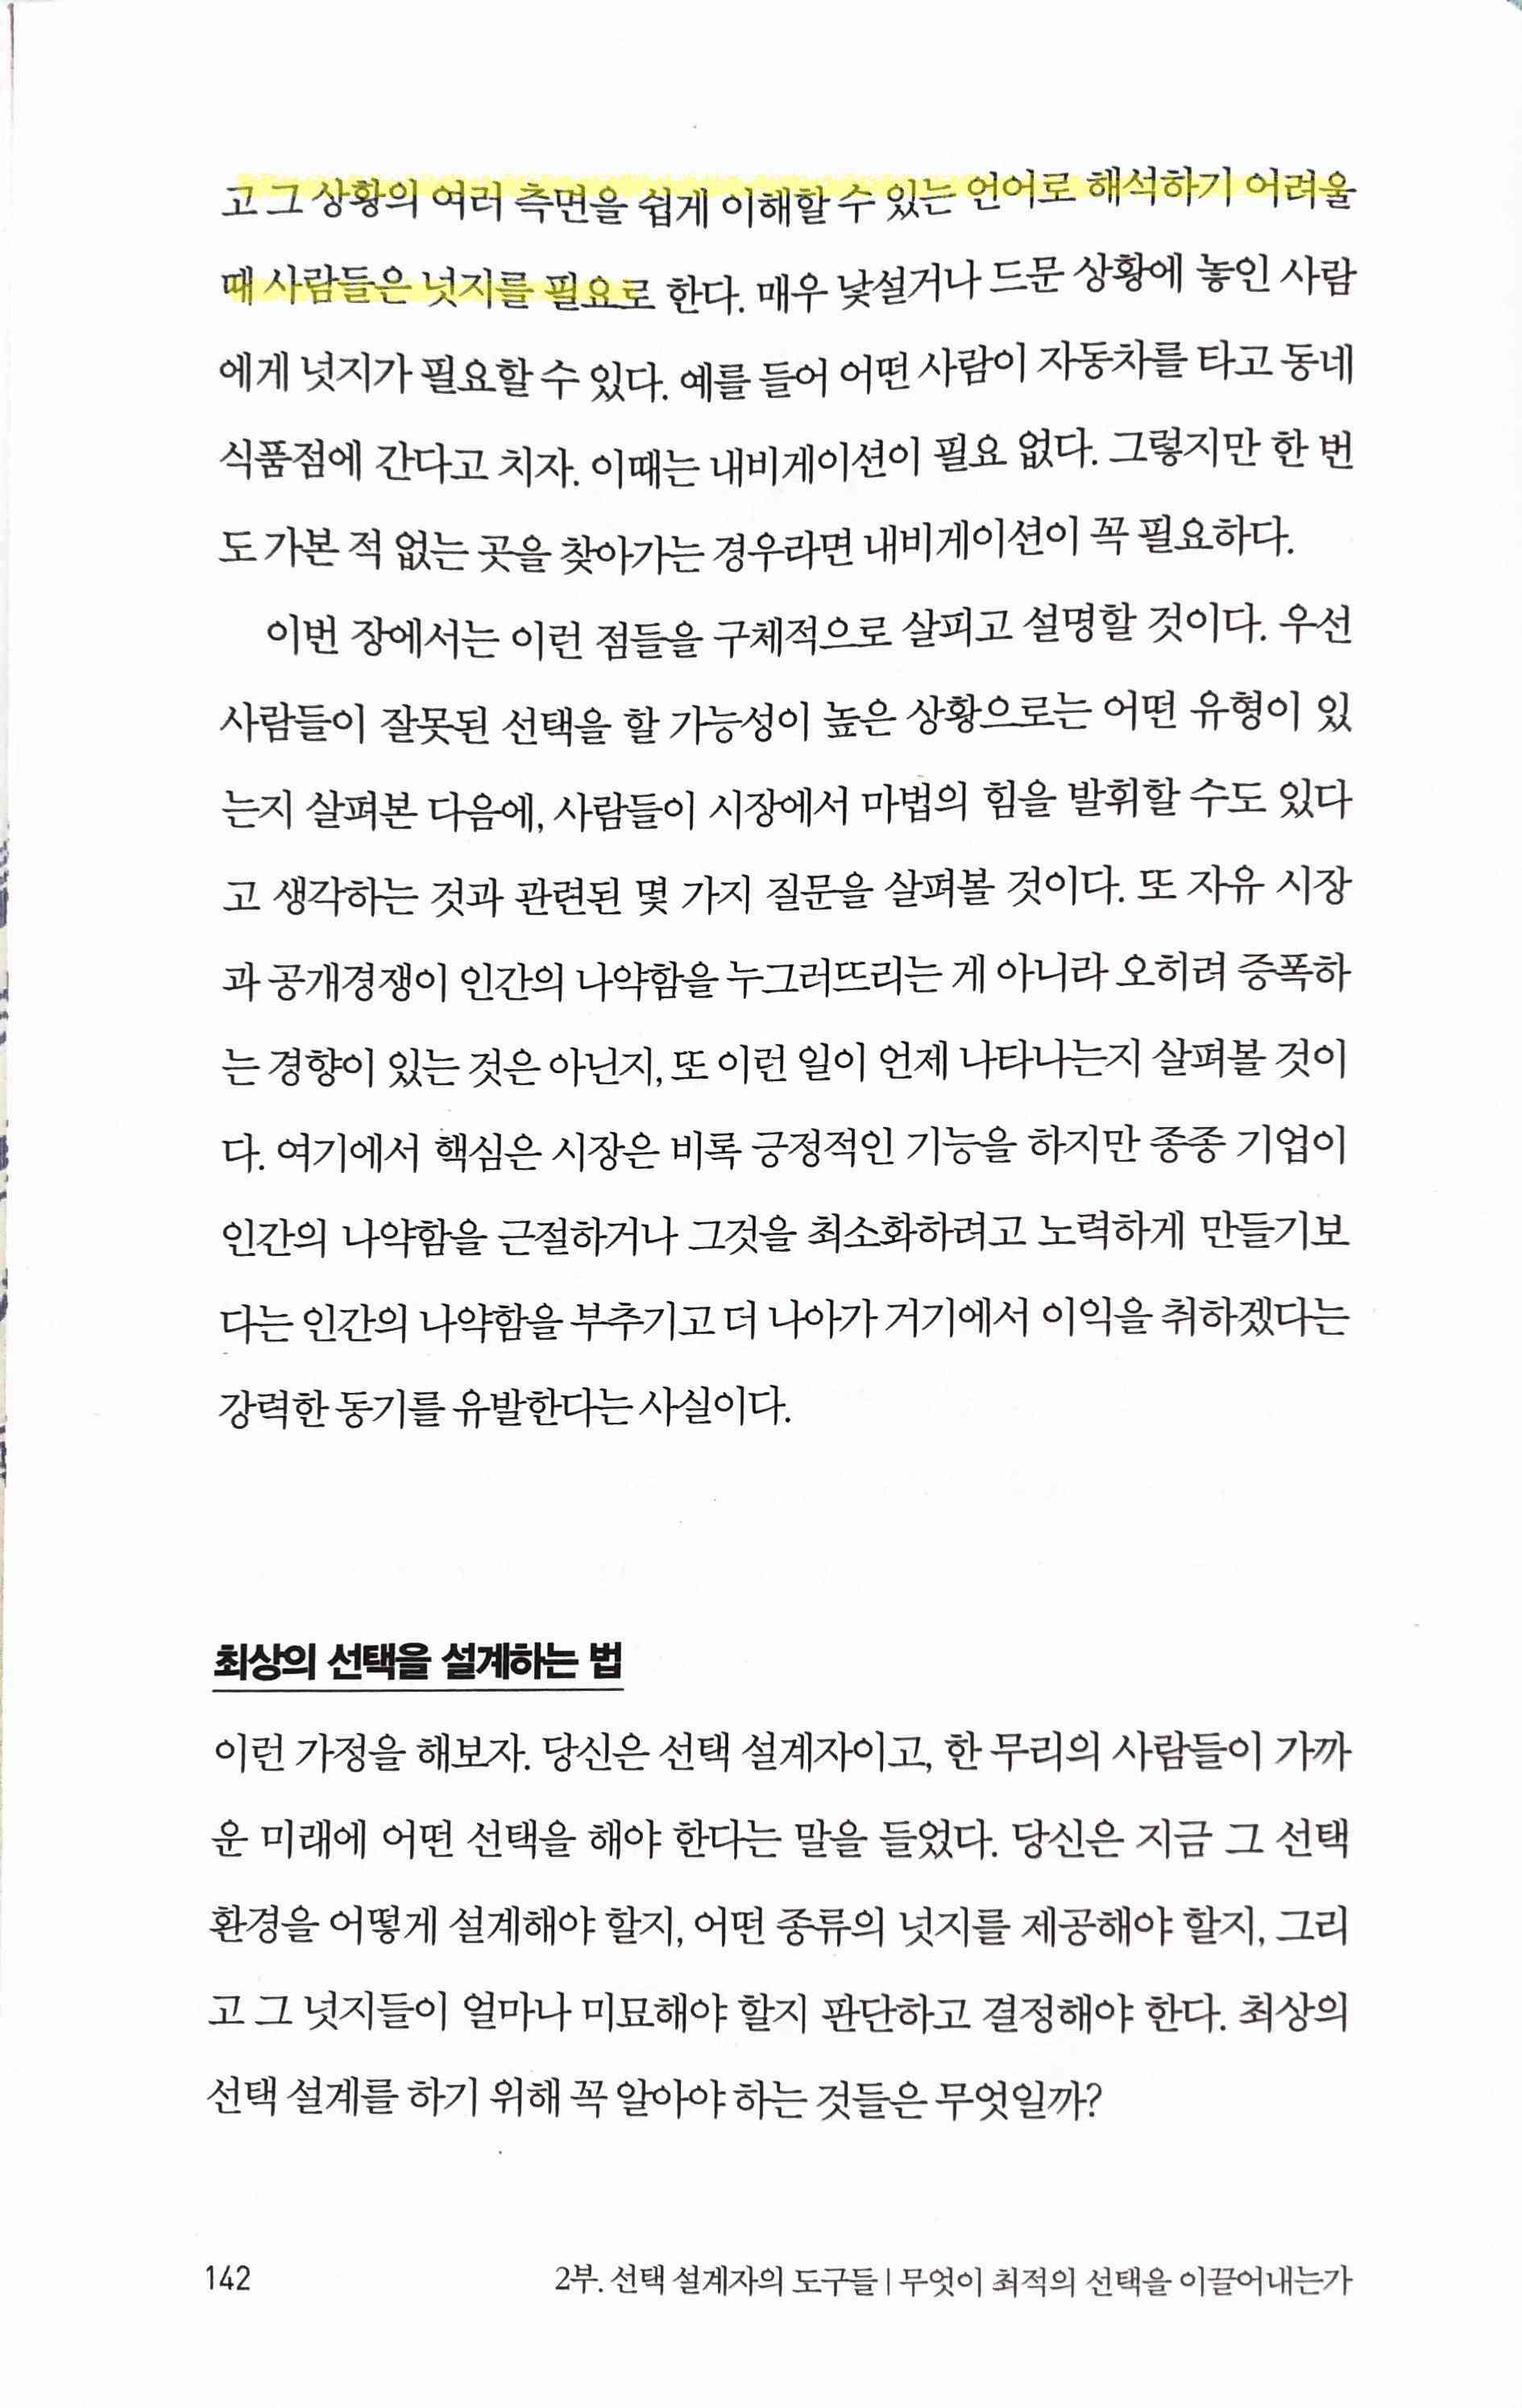 고 그 상황의 여러 측면을 쉽게 이해할 수 있는 언어로 해석하기 어려울
때 사람들은 넛지를 필요로 한다. 매우 낯설거나 드문 상황에 놓인 사람
에게 넛지가 필요할 수 있다. 예를 들어 어떤 사람이 자동차를 타고 동네
식품점에 간다고 치자. 이때는 내비게이션이 필요 없다. 그렇지만 한 번
도 가본 적 없는 곳을 찾아가는 경우라면 내비게이션이 꼭 필요하다.
이번 장에서는 이런 점들을 구체적으로 살피고 설명할 것이다. 우선
사람들이 잘못된 선택을 할 가능성이 높은 상황으로는 어떤 유형이 있
는지 살펴본 다음에, 사람들이 시장에서 마법의 힘을 발휘할 수도 있다
고 생각하는 것과 관련된 몇 가지 질문을 살펴볼 것이다. 또 자유 시장
과 공개경쟁이 인간의 나약함을 누그러뜨리는 게 아니라 오히려 증폭하
는 경향이 있는 것은 아닌지, 또 이런 일이 언제 나타나는지 살펴볼 것이
다. 여기에서 핵심은 시장은 비록 긍정적인 기능을 하지만 종종 기업이
인간의 나약함을 근절하거나 그것을 최소화하려고 노력하게 만들기보
다는 인간의 나약함을 부추기고 더 나아가 거기에서 이익을 취하겠다는
강력한 동기를 유발한다는 사실이다.
최상의 선택을 설계하는 법
이런 가정을 해보자. 당신은 선택 설계자이고, 한 무리의 사람들이 가까
운 미래에 어떤 선택을 해야 한다는 말을 들었다. 당신은 지금 그 선택
환경을 어떻게 설계해야 할지, 어떤 종류의 넛지를 제공해야 할지, 그리
고 그 넛지들이 얼마나 미묘해야 할지 판단하고 결정해야 한다. 최상의
선택 설계를 하기 위해 꼭 알아야 하는 것들은 무엇일까?
142 2부. 선택 설계자의 도구들 | 무엇이 최적의 선택을 이끌어내는가